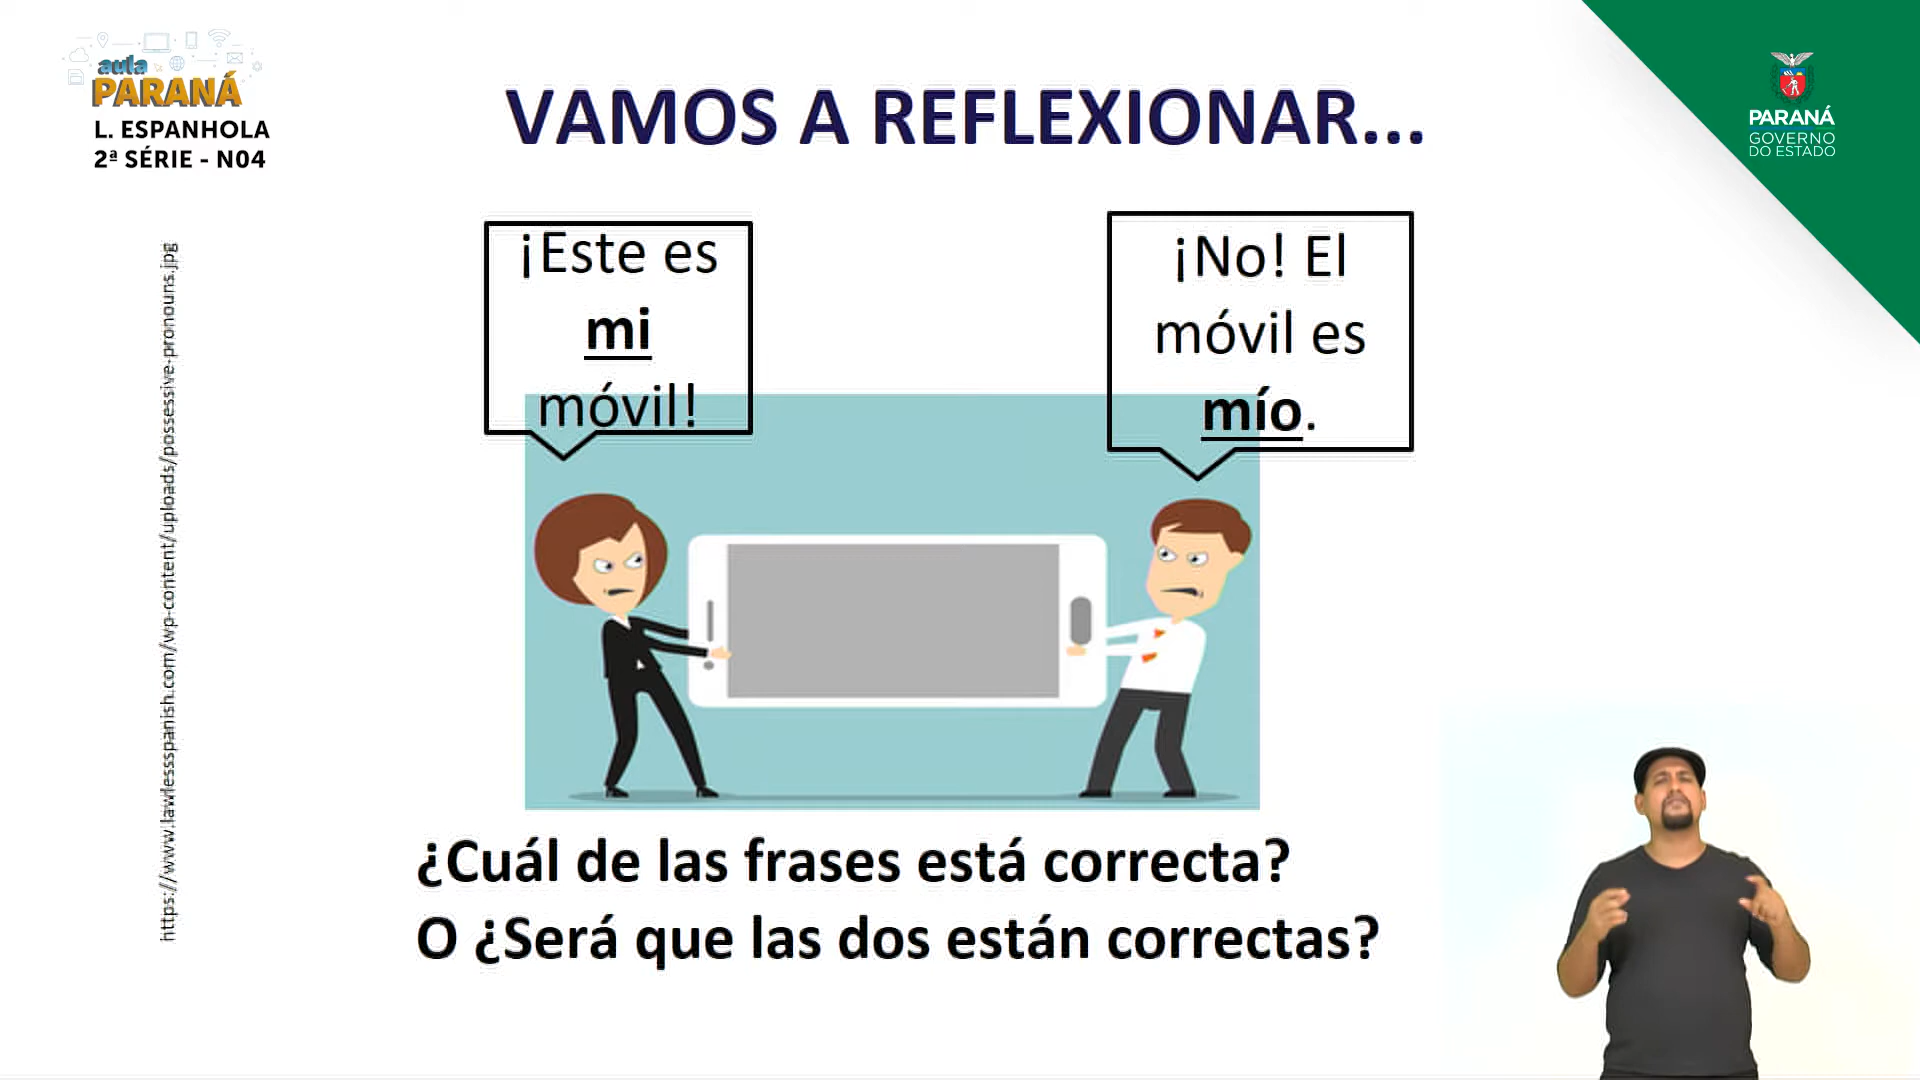 aula
PARANÁ
L. ESPANHOLA
2ª SÉRIE - N04
VAMOS A REFLEXIONAR...
PARANÁ
GOVERNO
DO ESTADO
¡Este es
mi
móvil!
¡No! El
móvil es
mío.
https://www.lawlessspanish.com/wp-content/uploads/possessive-pronouns.jpg
¿Cuál de las frases está correcta?
O ¿Será que las dos están correctas?